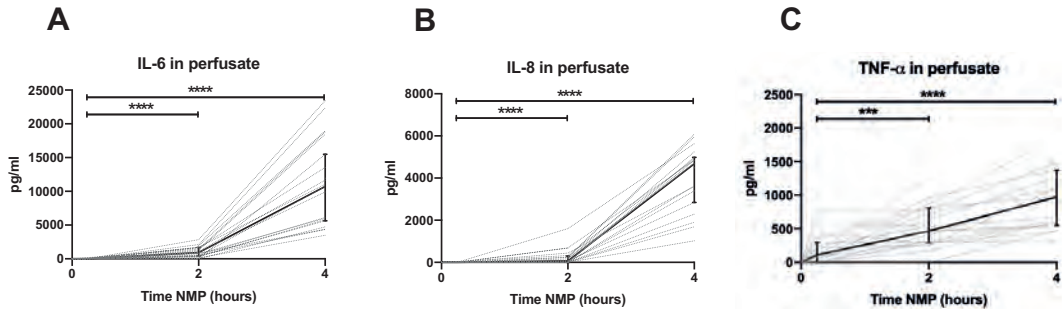 A
IL-6 in perfusate
25000
20000
15000
10000
5000
0
pg/ml
****
****
0
2
4
Time NMP (hours)
B
IL-8 in perfusate
8000
6000
4000
2000
0
pg/ml
****
****
0
2
4
Time NMP (hours)
C
TNF-α in perfusate
2500
2000
1500
1000
500
0
pg/ml
****
***
0
2
4
Time NMP (hours)